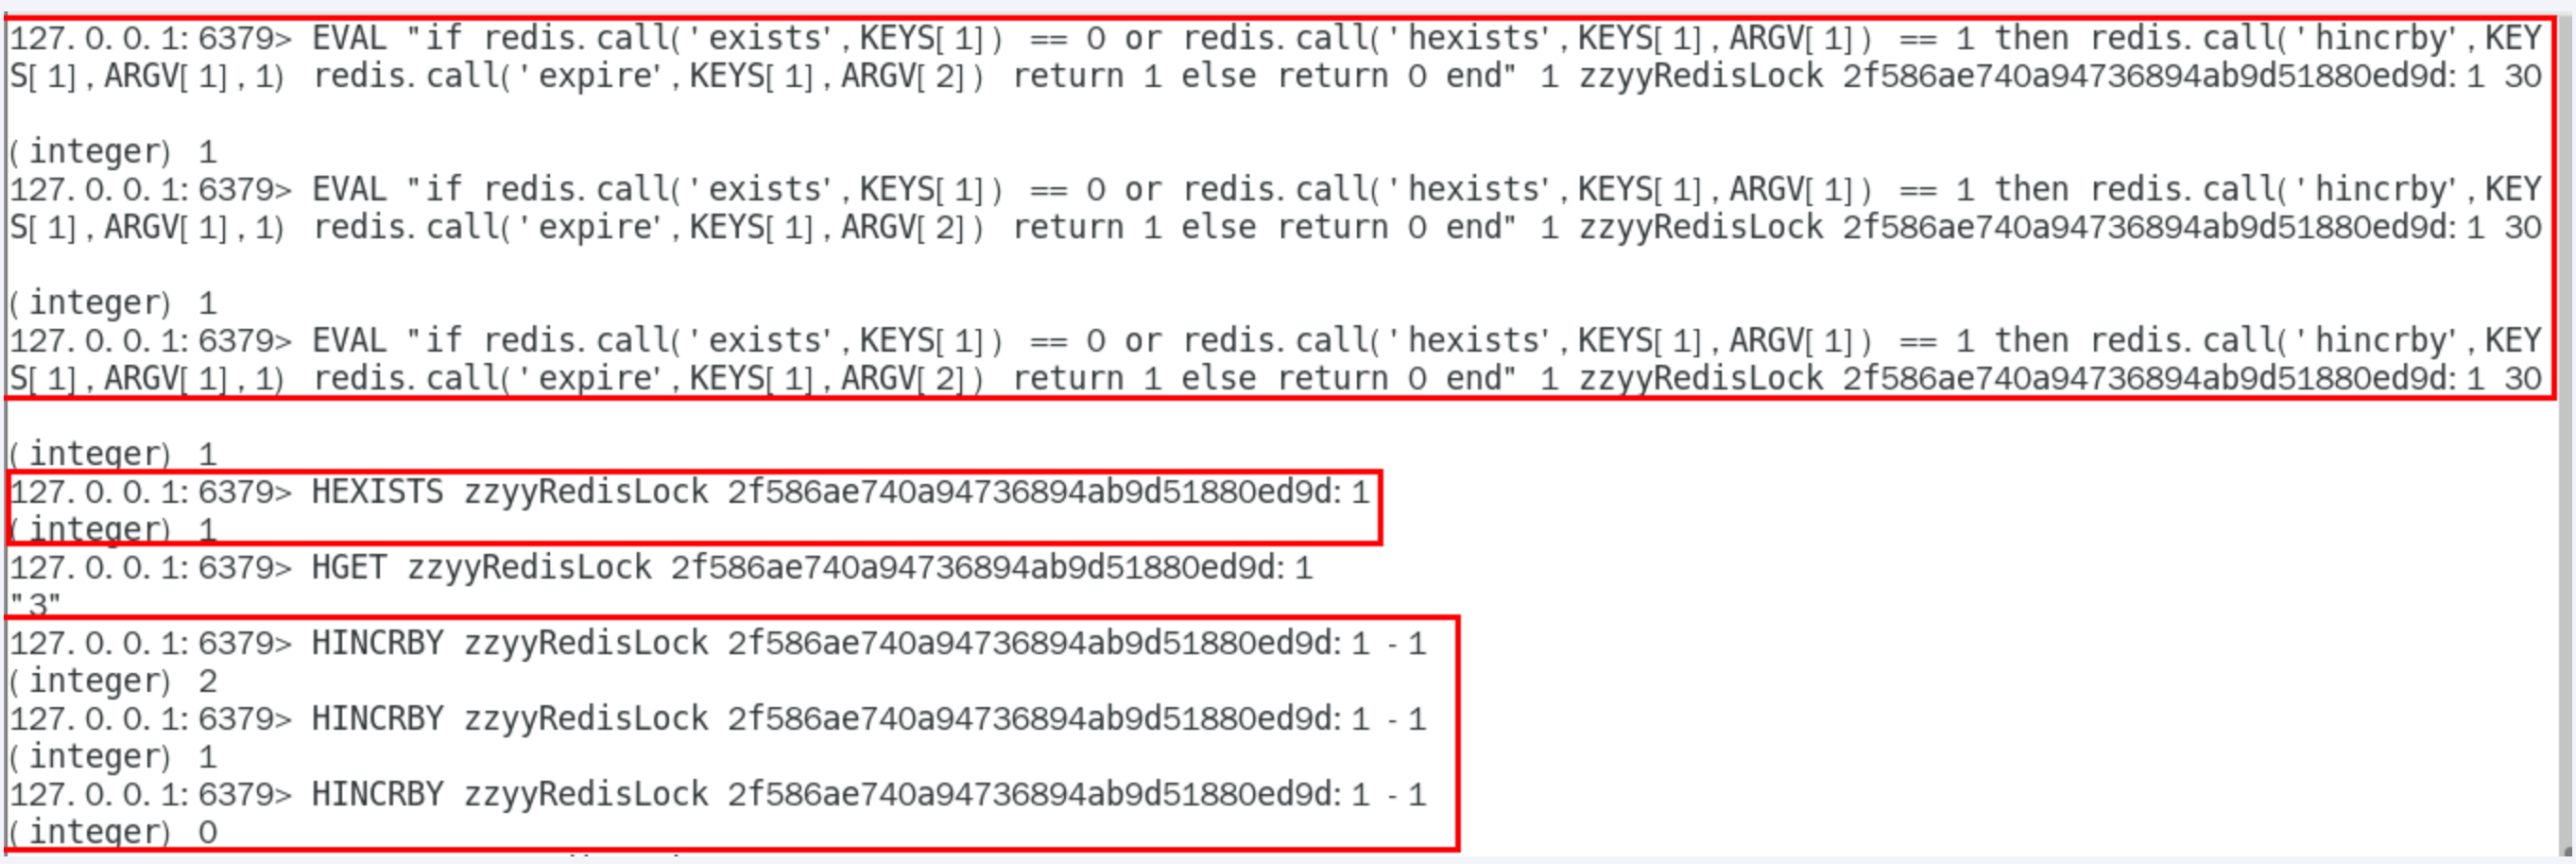 127.0.0.1:6379> EVAL "if redis.call('exists',KEYS[1]) == 0 or redis.call('hexists',KEYS[1],ARGV[1]) == 1 then redis.call('hincrby',KEY
S[1],ARGV[1],1) redis.call('expire',KEYS[1],ARGV[2]) return 1 else return 0 end" 1 zzyyRedisLock 2f586ae740a94736894ab9d51880ed9d:1 30
(integer) 1
127.0.0.1:6379> EVAL "if redis.call('exists',KEYS[1]) == 0 or redis.call('hexists',KEYS[1],ARGV[1]) == 1 then redis.call('hincrby',KEY
S[1],ARGV[1],1) redis.call('expire',KEYS[1],ARGV[2]) return 1 else return 0 end" 1 zzyyRedisLock 2f586ae740a94736894ab9d51880ed9d:1 30
(integer) 1
127.0.0.1:6379> EVAL "if redis.call('exists',KEYS[1]) == 0 or redis.call('hexists',KEYS[1],ARGV[1]) == 1 then redis.call('hincrby',KEY
S[1],ARGV[1],1) redis.call('expire',KEYS[1],ARGV[2]) return 1 else return 0 end" 1 zzyyRedisLock 2f586ae740a94736894ab9d51880ed9d:1 30
(integer) 1
127.0.0.1:6379> HEXISTS zzyyRedisLock 2f586ae740a94736894ab9d51880ed9d:1
(integer) 1
127.0.0.1:6379> HGET zzyyRedisLock 2f586ae740a94736894ab9d51880ed9d:1
"3"
127.0.0.1:6379> HINCRBY zzyyRedisLock 2f586ae740a94736894ab9d51880ed9d:1 -1
(integer) 2
127.0.0.1:6379> HINCRBY zzyyRedisLock 2f586ae740a94736894ab9d51880ed9d:1 -1
(integer) 1
127.0.0.1:6379> HINCRBY zzyyRedisLock 2f586ae740a94736894ab9d51880ed9d:1 -1
(integer) 0